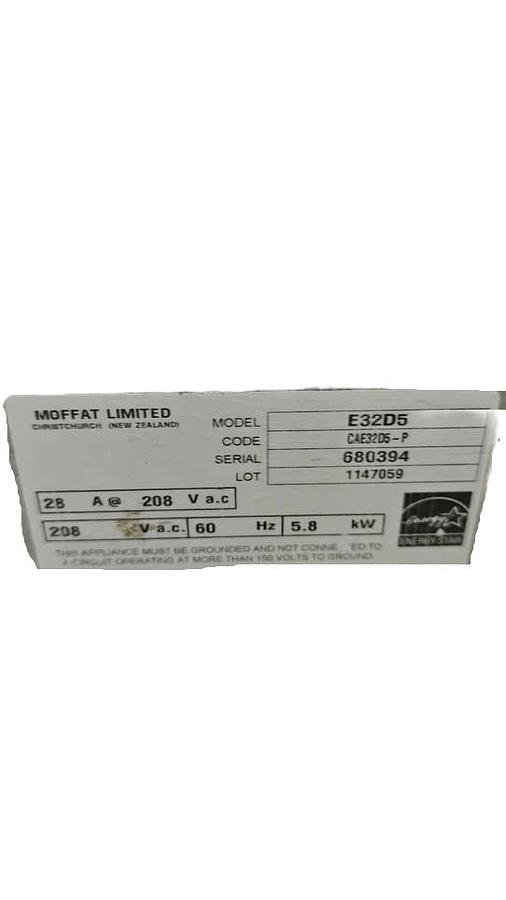 MOFFAT LIMITED
CHRISTCHURCH (NEW ZEALAND)
MODEL E32D5
CODE CAE32D5-P
SERIAL 680394
LOT 1147059
28 A@ 208 V a.c
208 V a.c. 60 Hz 5.8 kW
energy
ENERGY STAR
THIS APPLIANCE MUST BE GROUNDED AND NOT CONNE ED TO
A CIRCUIT OPERATING AT MORE THAN 150 VOLTS TO GROUND.